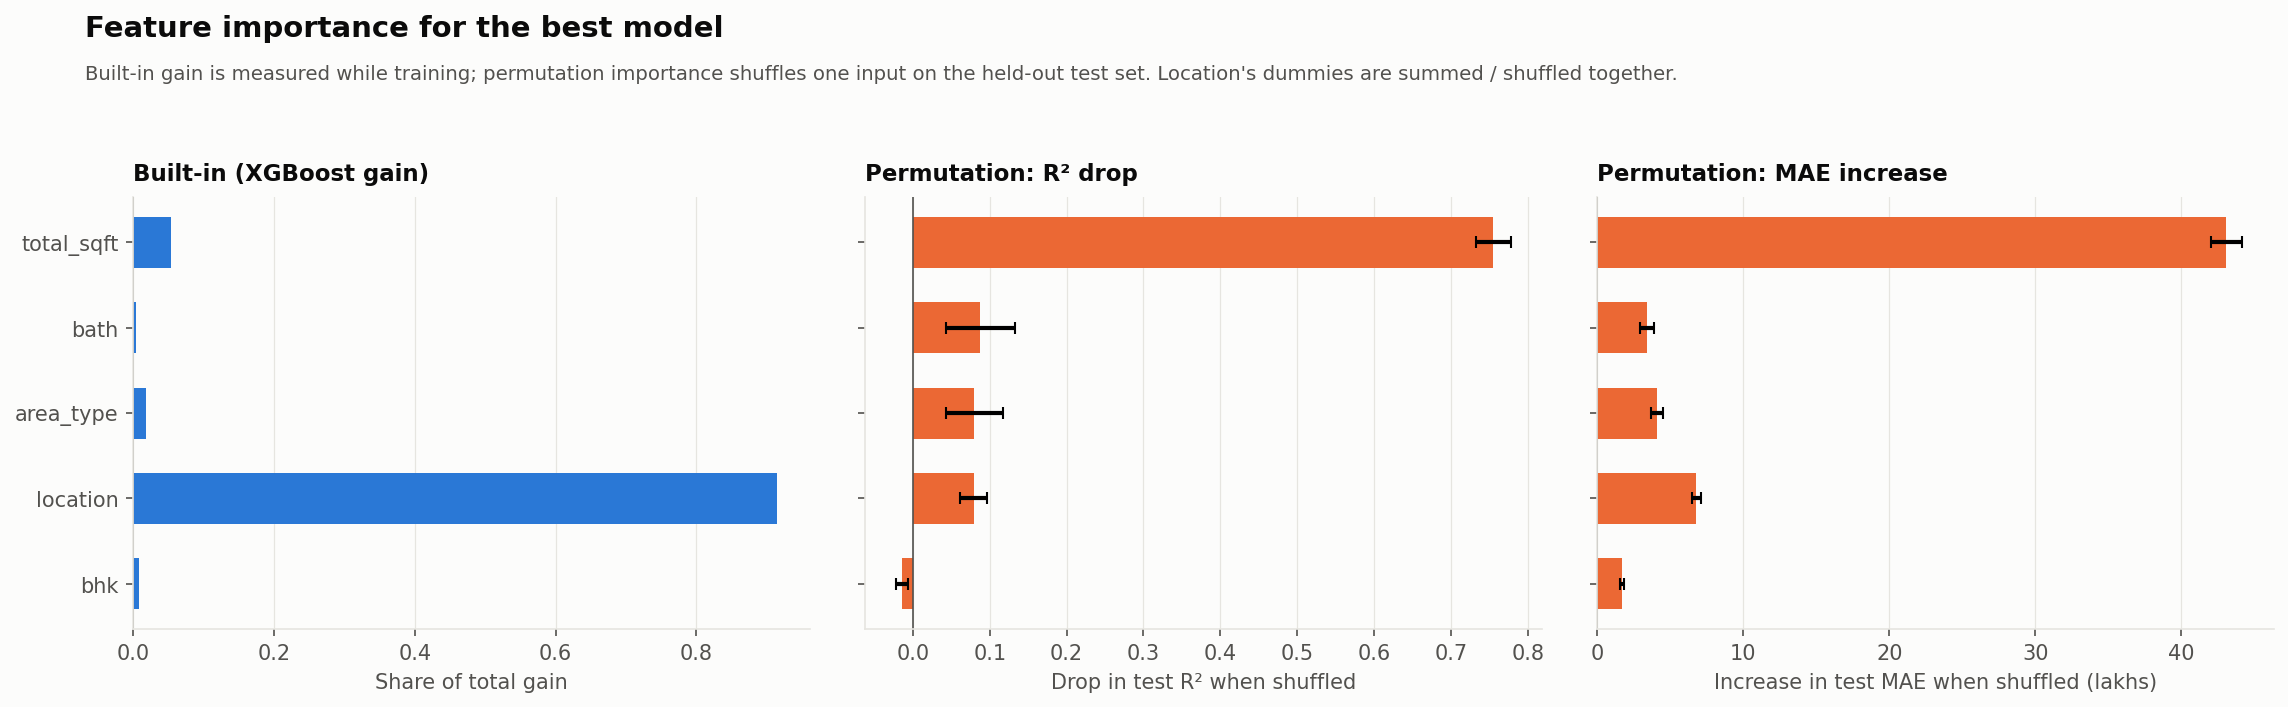 Feature importance for the best model
Built-in gain is measured while training; permutation importance shuffles one input on the held-out test set. Location's dummies are summed / shuffled together.
Built-in (XGBoost gain)
total_sqft
bath
area_type
location
bhk
0.0 0.2 0.4 0.6 0.8
Share of total gain
Permutation: R² drop
0.0 0.1 0.2 0.3 0.4 0.5 0.6 0.7 0.8
Drop in test R² when shuffled
Permutation: MAE increase
0 10 20 30 40
Increase in test MAE when shuffled (lakhs)